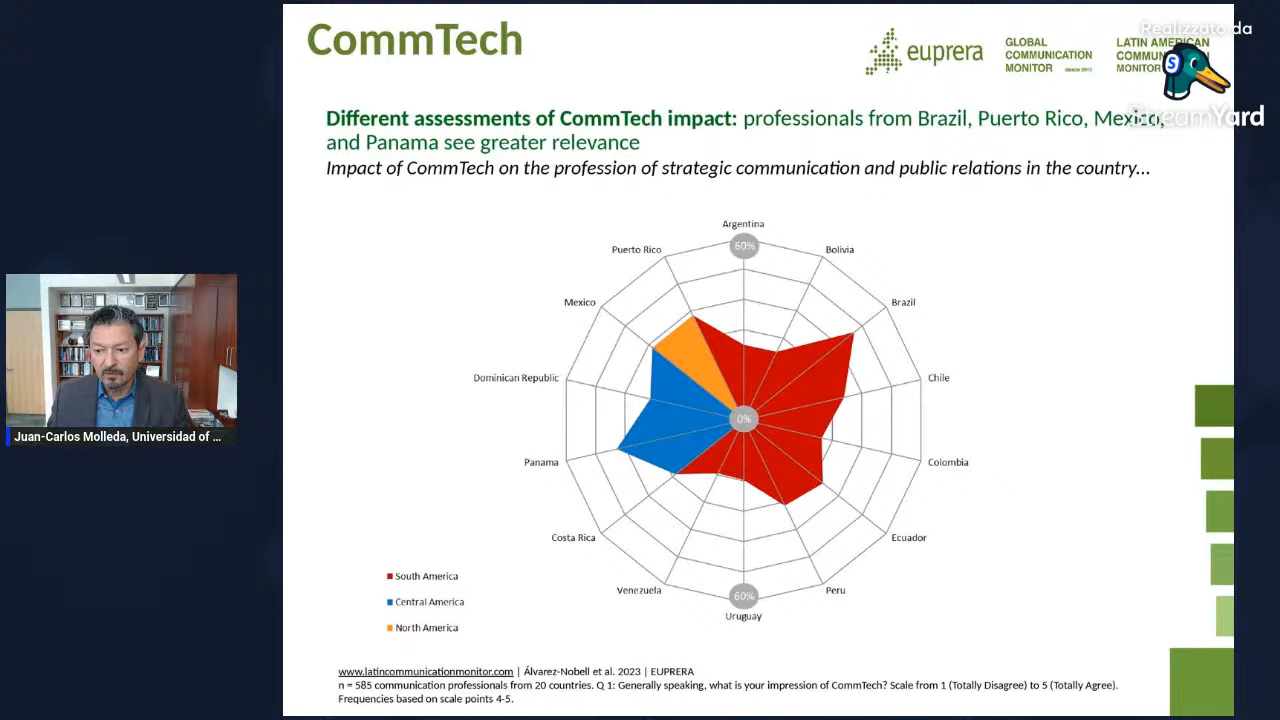 CommTech
euprera
GLOBAL
COMMUNICATION
MONITOR
LATIN AMERICAN
MONITOR
Realizzato da
S
StreamYard
Different assessments of CommTech impact: professionals from Brazil, Puerto Rico, Mexico,
and Panama see greater relevance
Impact of CommTech on the profession of strategic communication and public relations in the country...
Argentina
60%
Puerto Rico
Bolivia
Mexico
Brazil
Dominican Republic
Chile
0%
Panama
Colombia
Costa Rica
Ecuador
Venezuela
Peru
60%
Uruguay
South America
Central America
North America
Juan-Carlos Molleda, Universidad of ...
www.latincommunicationmonitor.com | Álvarez-Nobell et al. 2023 | EUPRERA
n = 585 communication professionals from 20 countries. Q 1: Generally speaking, what is your impression of CommTech? Scale from 1 (Totally Disagree) to 5 (Totally Agree).
Frequencies based on scale points 4-5.